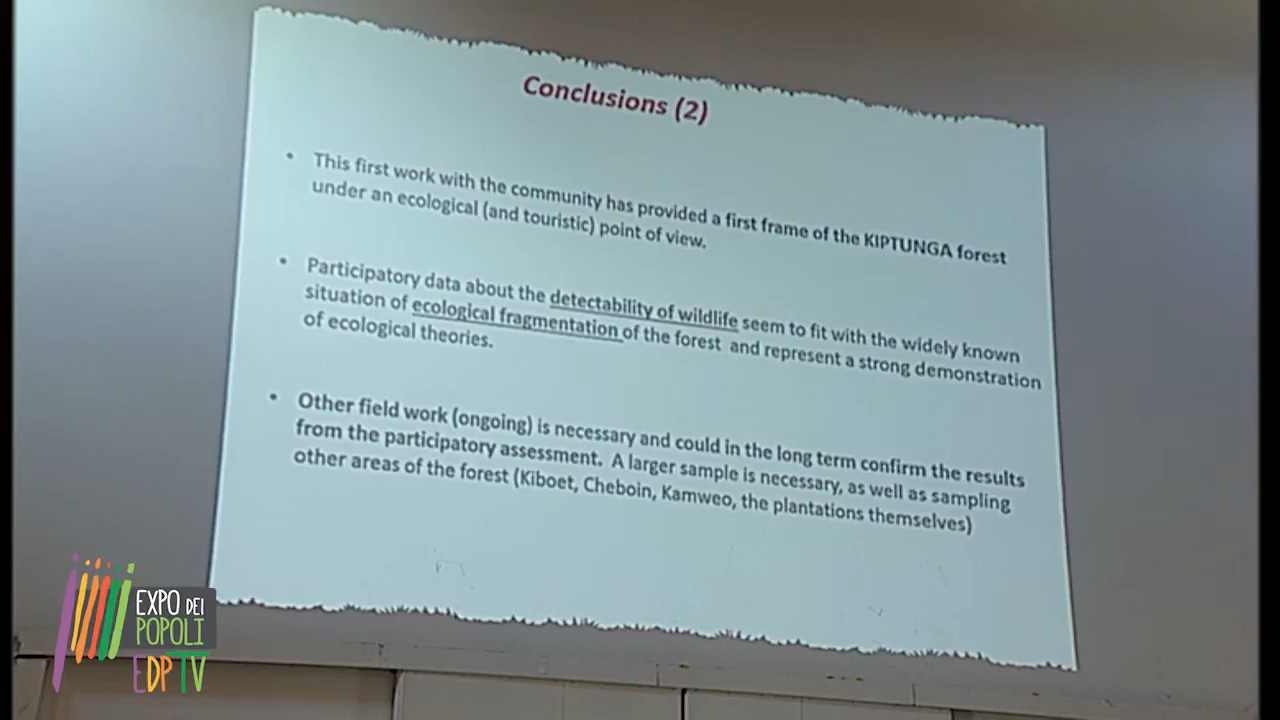 Conclusions (2)
• This first work with the community has provided a first frame of the KIPTUNGA forest
under an ecological (and touristic) point of view.
• Participatory data about the detectability of wildlife seem to fit with the widely known
situation of ecological fragmentation of the forest and represent a strong demonstration
of ecological theories.
• Other field work (ongoing) is necessary and could in the long term confirm the results
from the participatory assessment. A larger sample is necessary, as well as sampling
other areas of the forest (Kiboet, Cheboin, Kamweo, the plantations themselves)
EXPO DEI
POPOLI
EDPTV